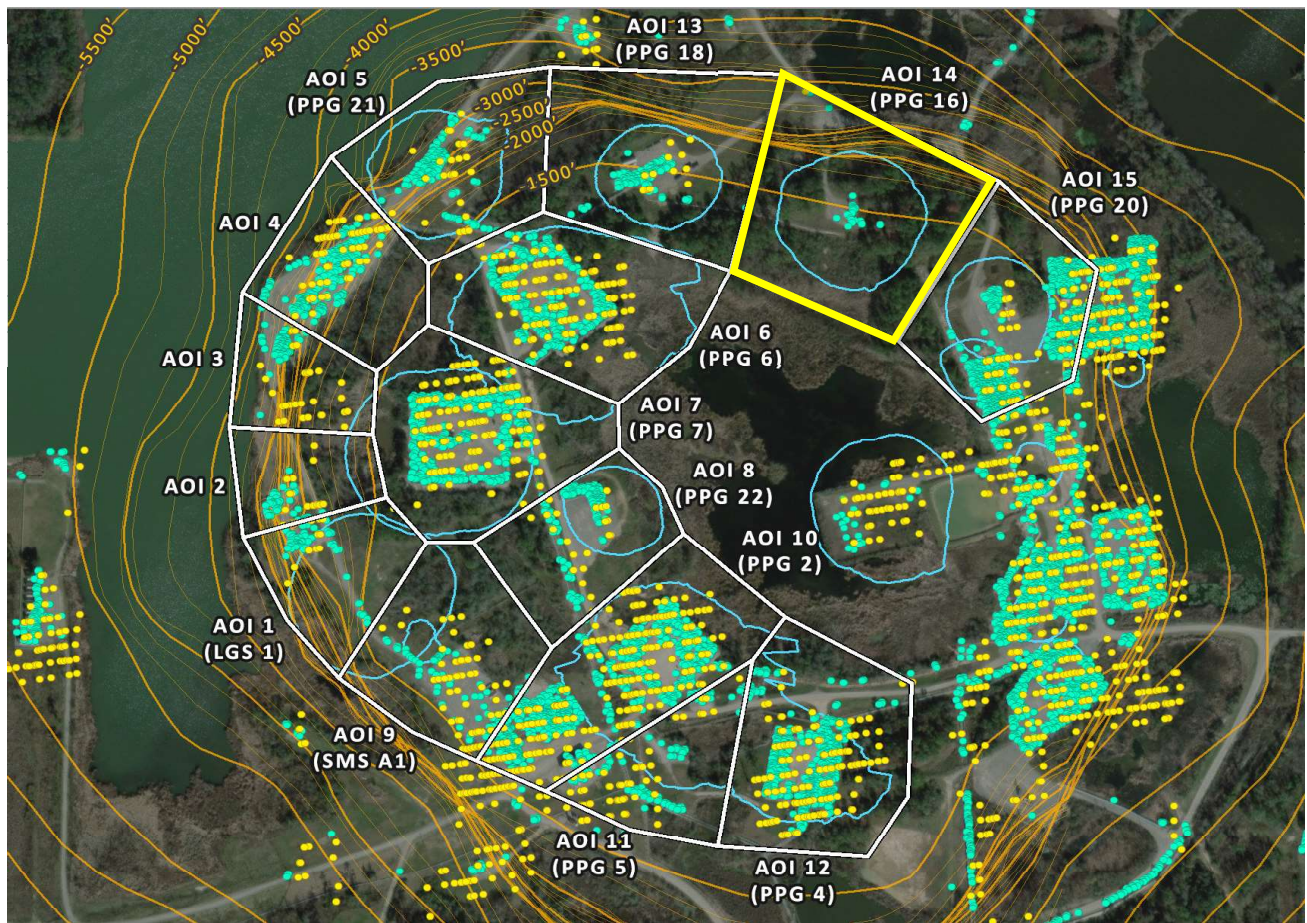 -5500'
-5000'
-4500'
-4000'
-3500'
-3000'
-2500'
-2000'
-1500'
AOI 13
(PPG 18)
AOI 14
(PPG 16)
AOI 5
(PPG 21)
AOI 15
(PPG 20)
AOI 4
AOI 3
AOI 6
(PPG 6)
AOI 7
(PPG 7)
AOI 2
AOI 8
(PPG 22)
AOI 10
(PPG 2)
AOI 1
(LGS 1)
AOI 9
(SMS A1)
AOI 11
(PPG 5)
AOI 12
(PPG 4)